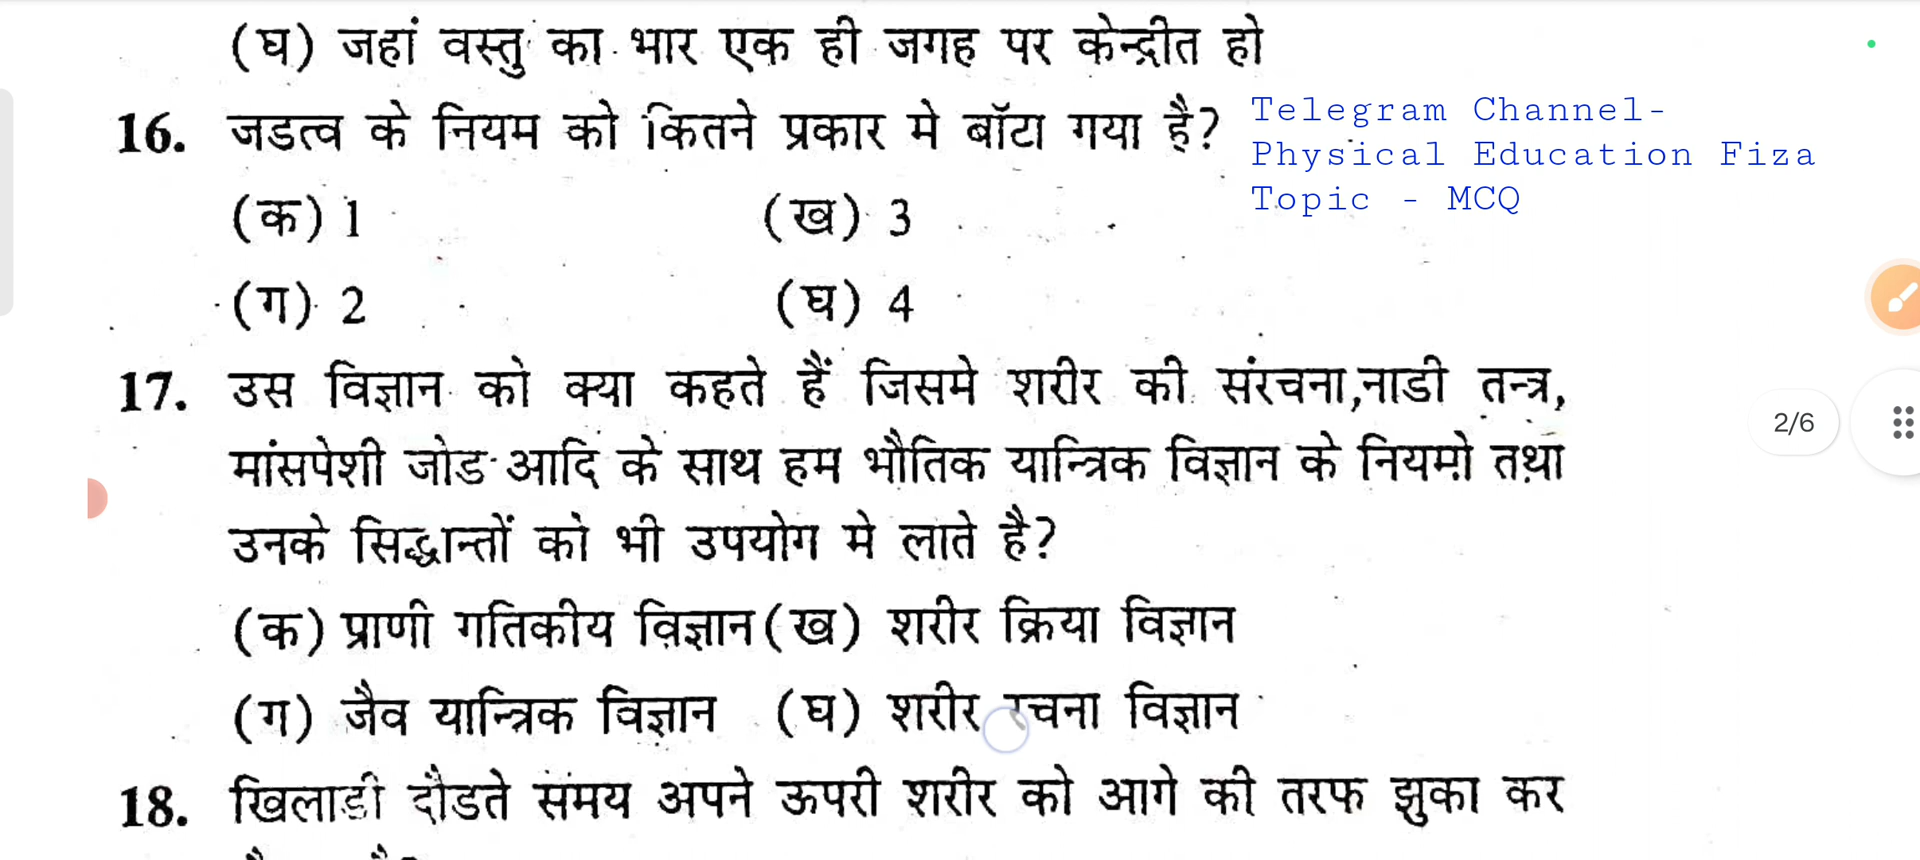 (घ) जहां वस्तु का भार एक ही जगह पर केन्द्रीत हो
16. जडत्व के नियम को कितने प्रकार मे बॉटा गया है?
Telegram Channel-
Physical Education Fiza
Topic - MCQ
(क) 1 (ख) 3
(ग) 2 (घ) 4
17. उस विज्ञान को क्या कहते हैं जिसमे शरीर की संरचना,नाडी तन्त्र,
मांसपेशी जोड आदि के साथ हम भौतिक यान्त्रिक विज्ञान के नियमो तथा
उनके सिद्धान्तों को भी उपयोग मे लाते है?
(क) प्राणी गतिकीय विज्ञान (ख) शरीर क्रिया विज्ञान
(ग) जैव यान्त्रिक विज्ञान (घ) शरीर रचना विज्ञान
18. खिलाडी दौडते समय अपने ऊपरी शरीर को आगे की तरफ झुका कर
2/6